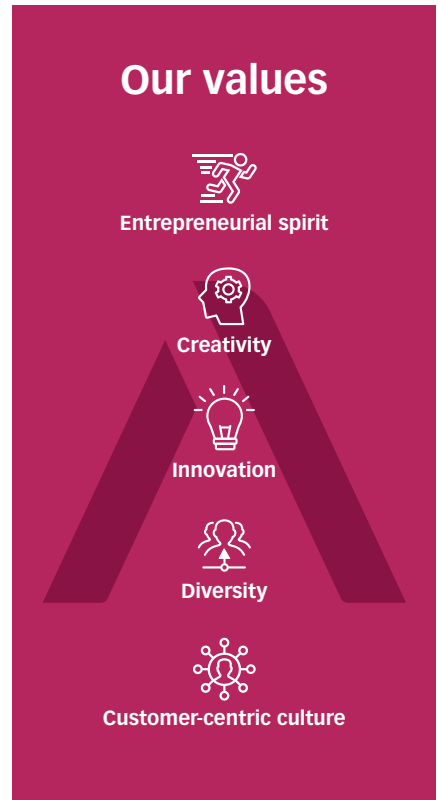 Our values
Entrepreneurial spirit
Creativity
Innovation
Diversity
Customer-centric culture